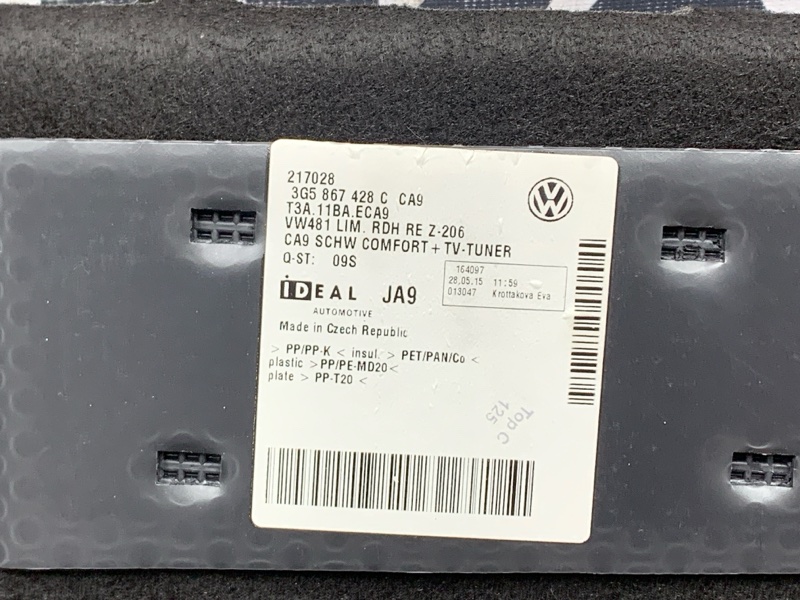 217028
3G5 867 428 C CA9
T3A.11BA.ECA9
VW481 LIM. RDH RE Z-206
CA9 SCHW COMFORT + TV-TUNER
Q-ST: 09S
164097
28.05.15 11:59
013047 Krottakova Eva
iDEAL JA9
AUTOMOTIVE
Made in Czech Republic
> PP/PP-K < insul. > PET/PAN/Co <
plastic >PP/PE-MD20<
plate > PP-T20 <
Top C
125